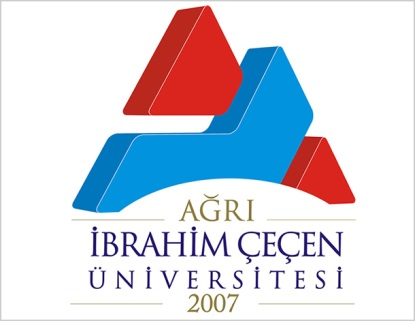 AĞRI
İBRAHİM ÇEÇEN
ÜNİVERSİTESİ
2007